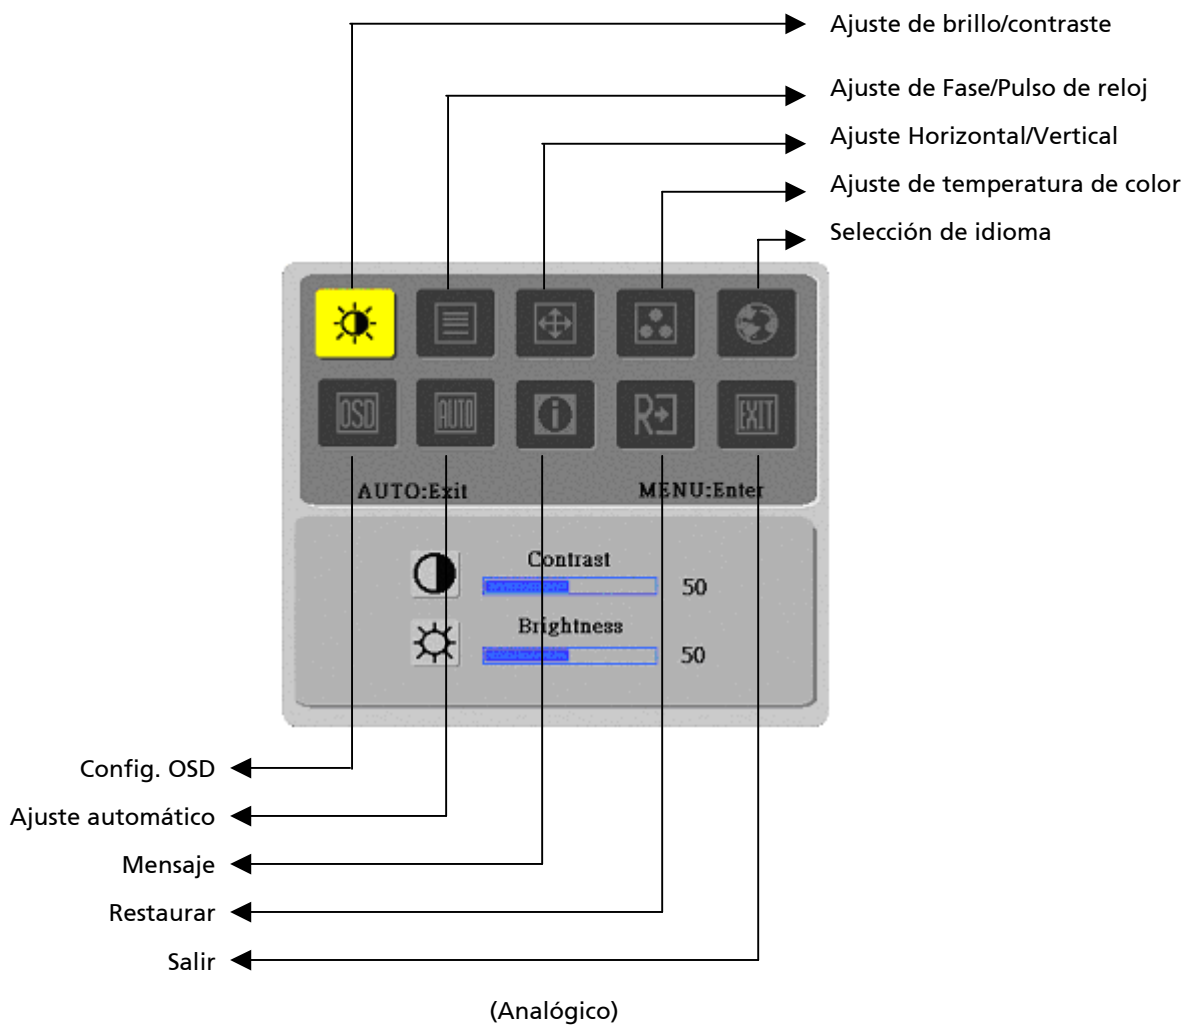 Ajuste de brillo/contraste
Ajuste de Fase/Pulso de reloj
Ajuste Horizontal/Vertical
Ajuste de temperatura de color
Selección de idioma
OSD
AUTO
R
EXIT
AUTO:Exit
MENU:Enter
Contrast
50
Brightness
50
Config. OSD
Ajuste automático
Mensaje
Restaurar
Salir
(Analógico)